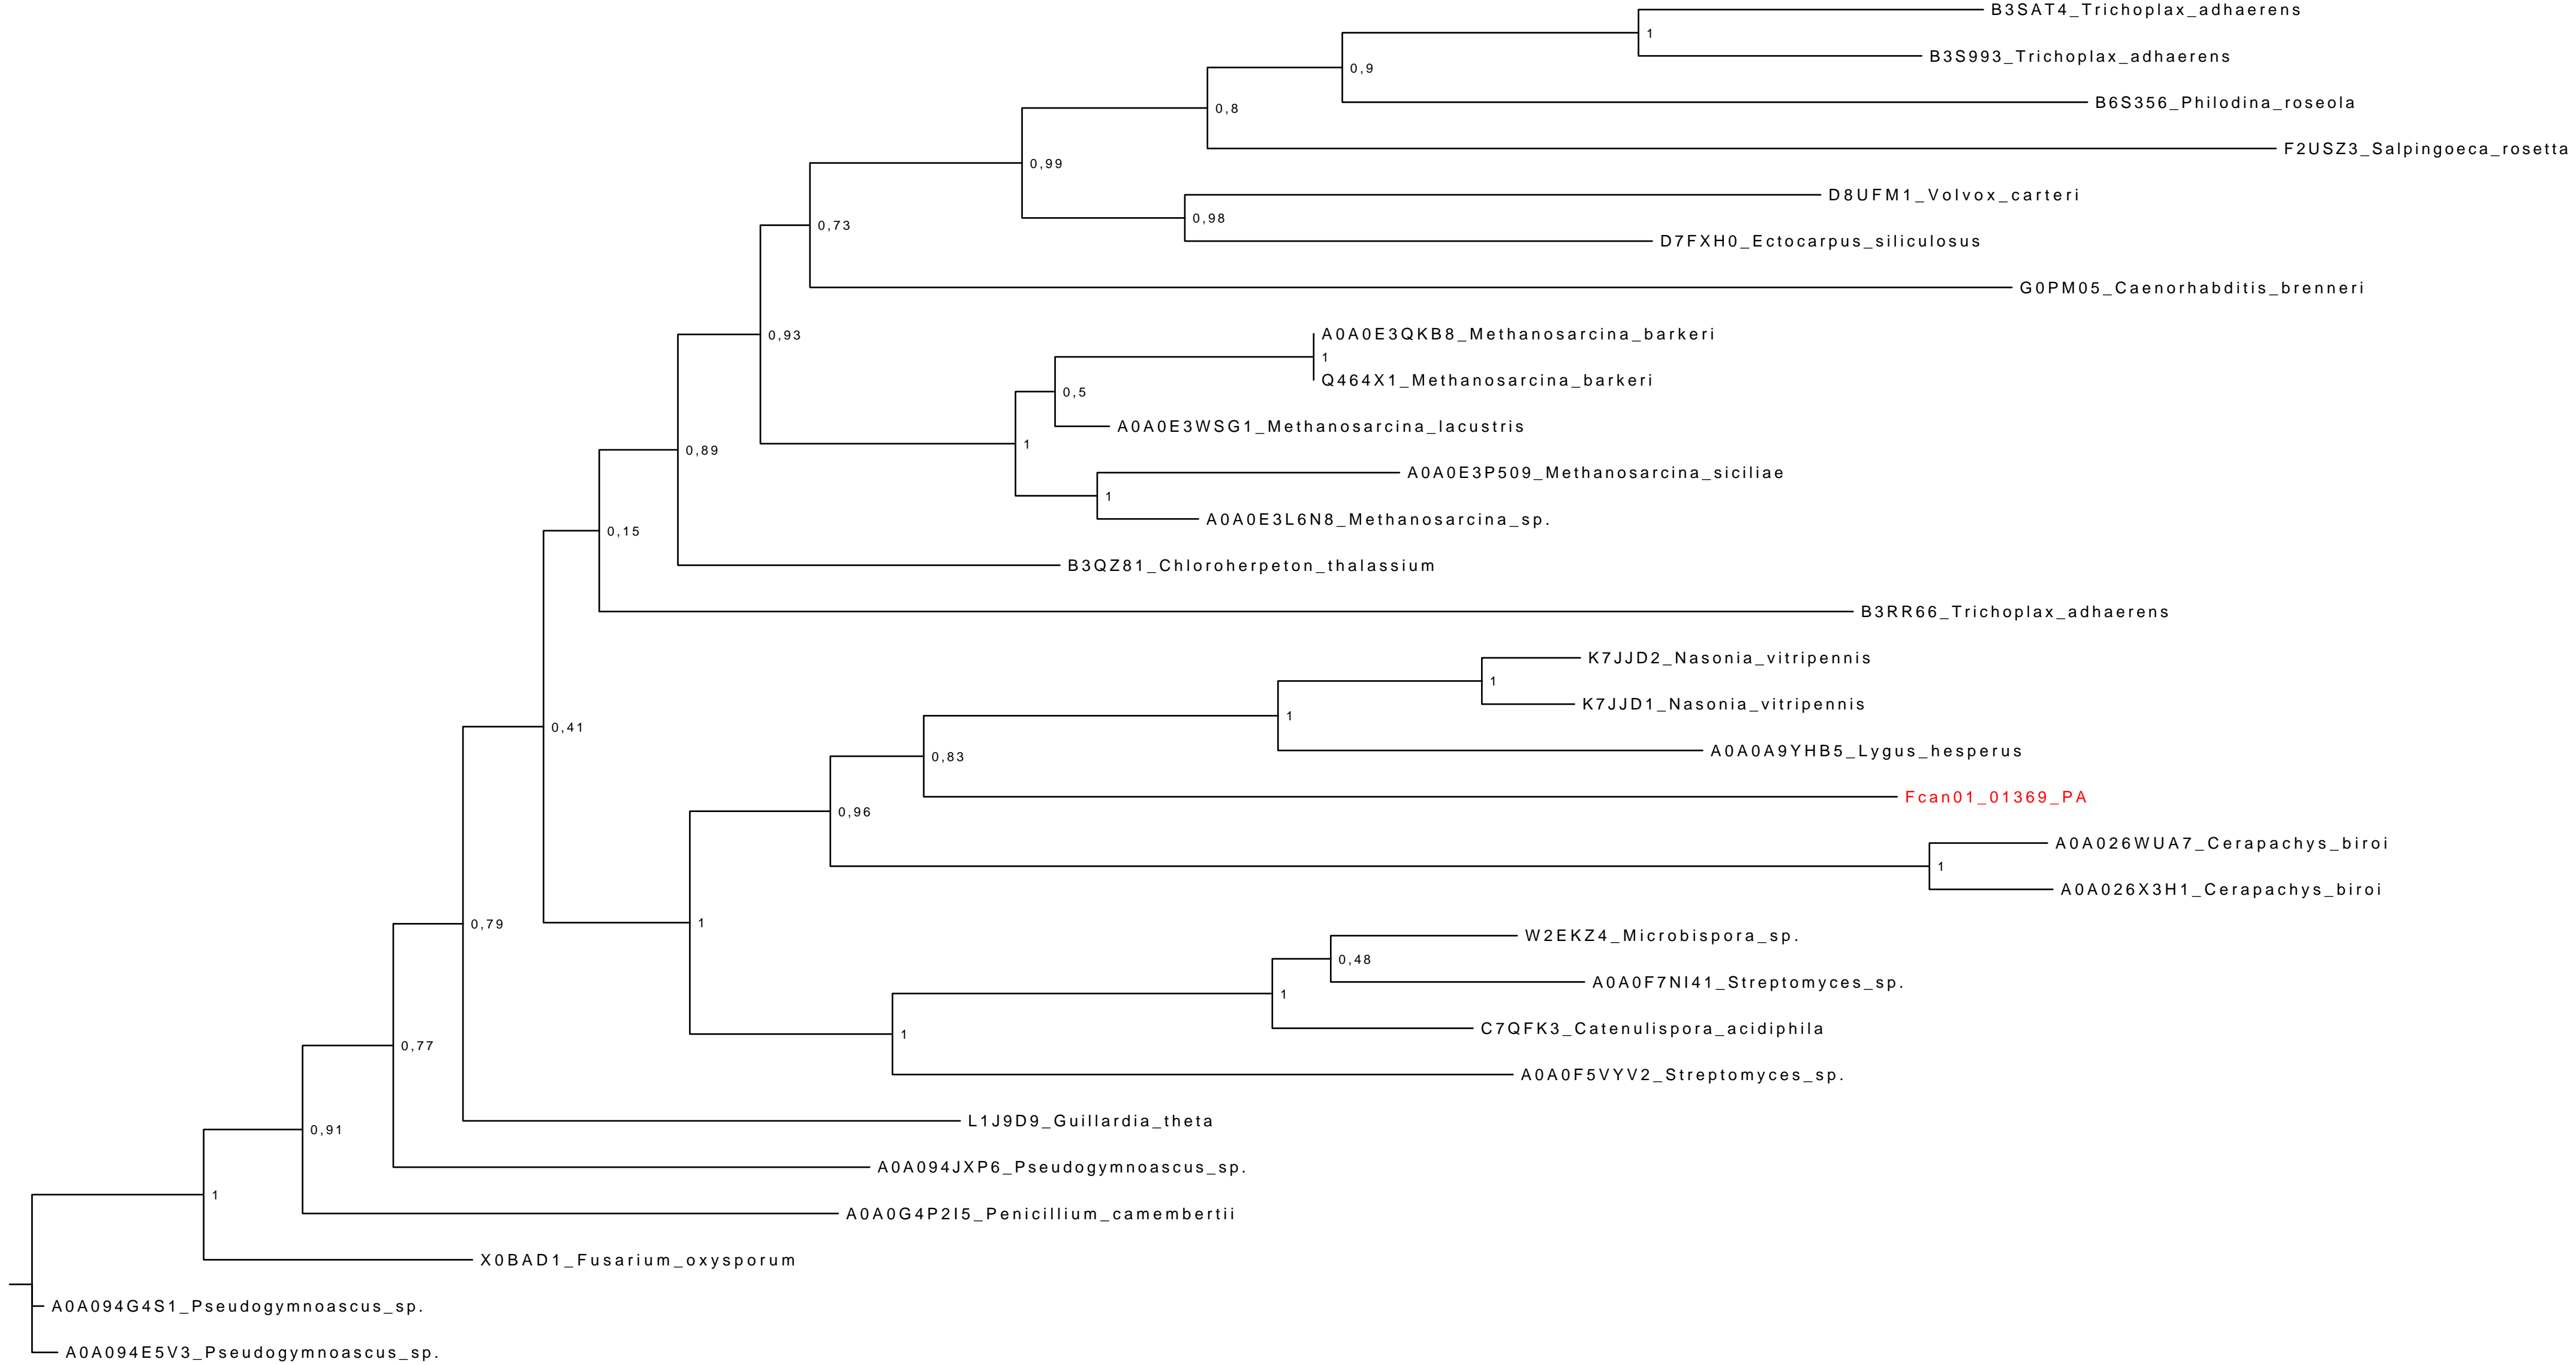 B3SAT4_Trichoplax_adhaerens
1
B3S993_Trichoplax_adhaerens
0,9
B6S356_Philodina_roseola
0,8
F2USZ3_Salpingoeca_rosetta
0,99
D8UFM1_Volvox_carteri
0,98
0,73
D7FXH0_Ectocarpus_siliculosus
G0PM05_Caenorhabditis_brenneri
0,93
A0A0E3QKB8_Methanosarcina_barkeri
1
Q464X1_Methanosarcina_barkeri
0,5
A0A0E3WSG1_Methanosarcina_lacustris
1
0,89
A0A0E3P509_Methanosarcina_siciliae
1
A0A0E3L6N8_Methanosarcina_sp.
0,15
B3QZ81_Chloroherpeton_thalassium
B3RR66_Trichoplax_adhaerens
K7JJD2_Nasonia_vitripennis
1
K7JJD1_Nasonia_vitripennis
1
0,41
A0A0A9YHB5_Lygus_hesperus
0,83
Fcan01_01369_PA
0,96
A0A026WUA7_Cerapachys_biroi
1
A0A026X3H1_Cerapachys_biroi
1
0,79
W2EKZ4_Microbispora_sp.
0,48
A0A0F7NI41_Streptomyces_sp.
1
C7QFK3_Catenulispora_acidiphila
1
0,77
A0A0F5VYV2_Streptomyces_sp.
L1J9D9_Guillardia_theta
0,91
A0A094JXP6_Pseudogymnoascus_sp.
1
A0A0G4P2I5_Penicillium_camembertii
X0BAD1_Fusarium_oxysporum
A0A094G4S1_Pseudogymnoascus_sp.
A0A094E5V3_Pseudogymnoascus_sp.